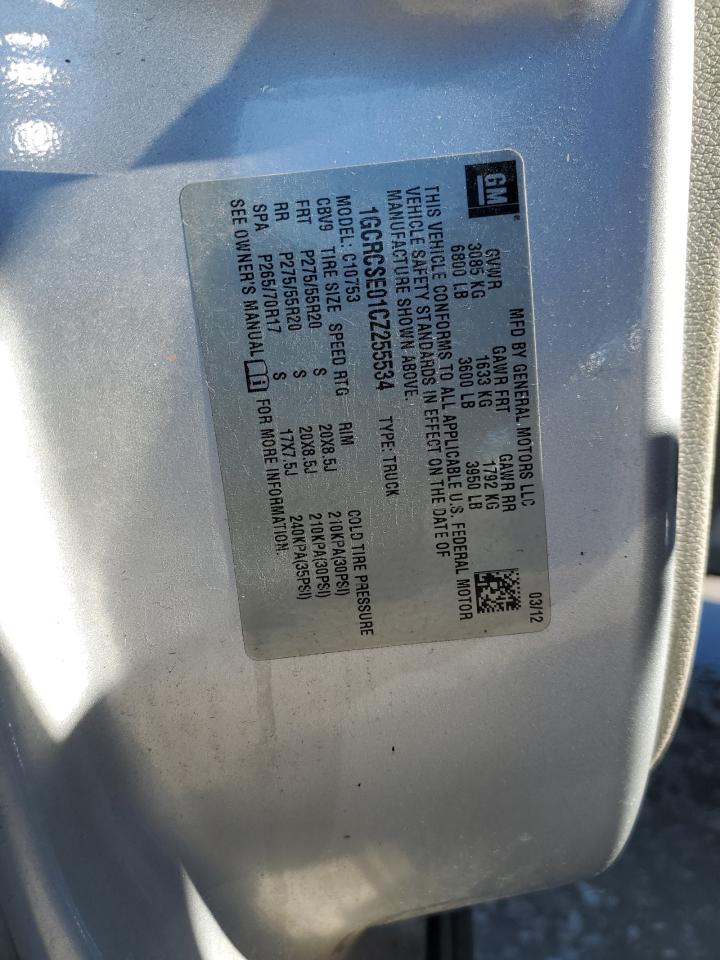 GM
MFD BY GENERAL MOTORS LLC 03/12
GVWR GAWR FRT GAWR RR
3085 KG 1633 KG 1792 KG
6800 LB 3600 LB 3950 LB
THIS VEHICLE CONFORMS TO ALL APPLICABLE U.S. FEDERAL MOTOR
VEHICLE SAFETY STANDARDS IN EFFECT ON THE DATE OF
MANUFACTURE SHOWN ABOVE.
1GCRCSE01CZ255534 TYPE: TRUCK
MODEL: C10753
CBV9 TIRE SIZE SPEED RTG RIM COLD TIRE PRESSURE
FRT P275/55R20 S 20X8.5J 210KPA(30PSI)
RR P275/55R20 S 20X8.5J 210KPA(30PSI)
SPA P265/70R17 S 17X7.5J 240KPA(35PSI)
SEE OWNER'S MANUAL FOR MORE INFORMATION.